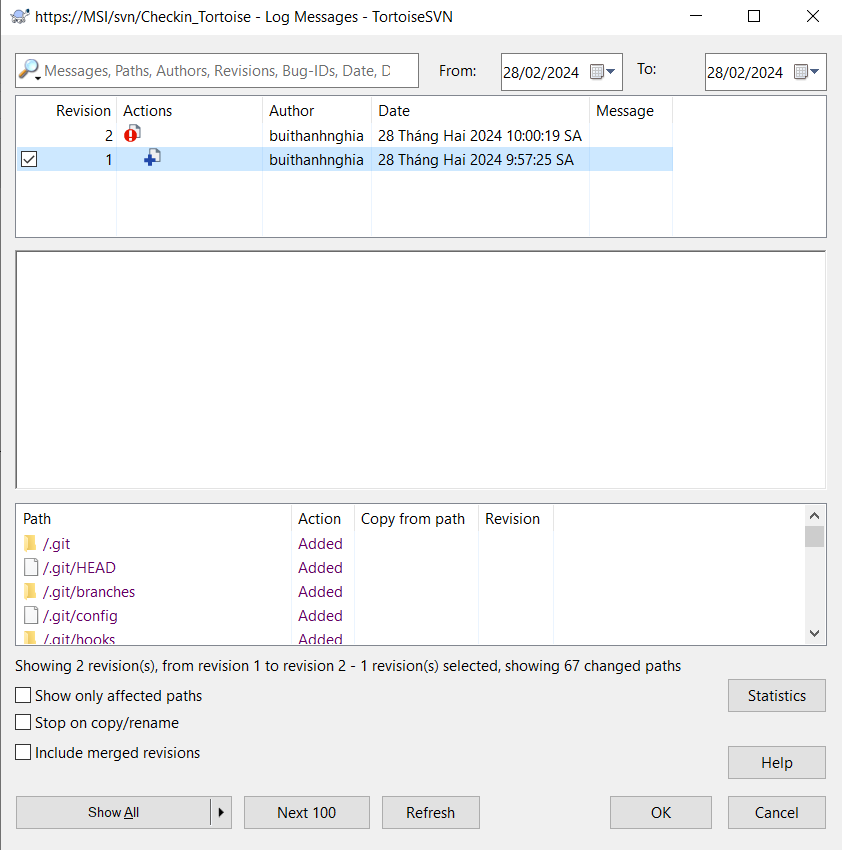 https://MSI/svn/Checkin_Tortoise - Log Messages - TortoiseSVN
Messages, Paths, Authors, Revisions, Bug-IDs, Date, D
From: 28/02/2024 To: 28/02/2024
Revision Actions Author Date Message
2 buithanhnghia 28 Tháng Hai 2024 10:00:19 SA
1 buithanhnghia 28 Tháng Hai 2024 9:57:25 SA
Path Action Copy from path Revision
/.git Added
/.git/HEAD Added
/.git/branches Added
/.git/config Added
/.git/hooks Added
Showing 2 revision(s), from revision 1 to revision 2 - 1 revision(s) selected, showing 67 changed paths
Show only affected paths Statistics
Stop on copy/rename
Include merged revisions
Help
Show All Next 100 Refresh OK Cancel